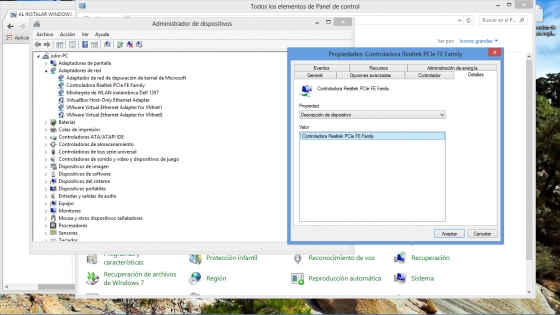 Todos los elementos de Panel de control
AL INSTALAR WINDOWS
Aplicac
Buscar en el P...
Ver por: Iconos grandes
Administrador de dispositivos
Archivo Acción Ver Ayuda
julio-PC
Adaptadores de pantalla
Adaptadores de red
Adaptador de red de depuración de kernel de Microsoft
Controladora Realtek PCIe FE Family
Minitarjeta de WLAN inalámbrica Dell 1397
VirtualBox Host-Only Ethernet Adapter
VMware Virtual Ethernet Adapter for VMnet1
VMware Virtual Ethernet Adapter for VMnet8
Baterías
Colas de impresión
Controladoras ATA/ATAPI IDE
Controladoras de almacenamiento
Controladoras de bus serie universal
Controladoras de sonido y vídeo y dispositivos de juego
Dispositivos de imagen
Dispositivos de software
Dispositivos del sistema
Dispositivos portátiles
Entradas y salidas de audio
Equipo
Monitores
Mouse y otros dispositivos señaladores
Procesadores
Sensores
Teclados
Propiedades: Controladora Realtek PCIe FE Family
Eventos Recursos Administración de energía
General Opciones avanzadas Controlador Detalles
Controladora Realtek PCIe FE Family
Propiedad
Descripción de dispositivo
Valor
Controladora Realtek PCIe FE Family
Aceptar Cancelar
Programas y características
Protección infantil
Reconocimiento de voz
Recuperación
Recuperación de archivos de Windows 7
Región
Reproducción automática
Sistema